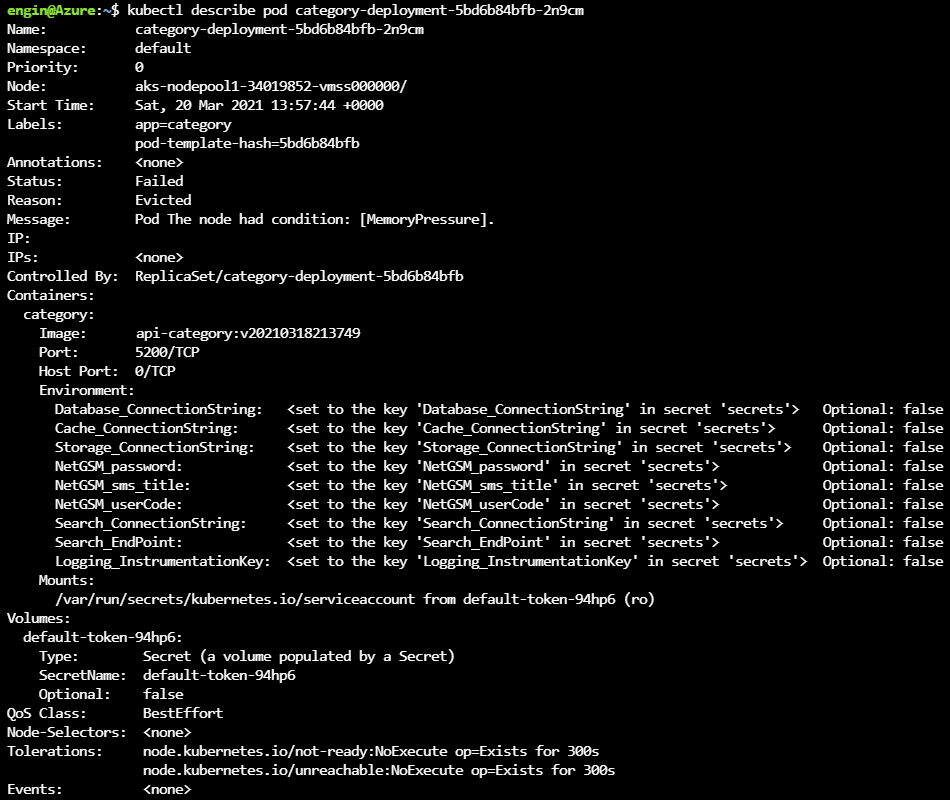 engin@Azure:~$ kubectl describe pod category-deployment-5bd6b84bfb-2n9cm
Name:           category-deployment-5bd6b84bfb-2n9cm
Namespace:      default
Priority:       0
Node:           aks-nodepool1-34019852-vmss000000/
Start Time:     Sat, 20 Mar 2021 13:57:44 +0000
Labels:         app=category
                pod-template-hash=5bd6b84bfb
Annotations:    <none>
Status:         Failed
Reason:         Evicted
Message:        Pod The node had condition: [MemoryPressure].
IP:
IPs:            <none>
Controlled By:  ReplicaSet/category-deployment-5bd6b84bfb
Containers:
  category:
    Image:      api-category:v20210318213749
    Port:       5200/TCP
    Host Port:  0/TCP
    Environment:
      Database_ConnectionString:   <set to the key 'Database_ConnectionString' in secret 'secrets'>   Optional: false
      Cache_ConnectionString:      <set to the key 'Cache_ConnectionString' in secret 'secrets'>      Optional: false
      Storage_ConnectionString:    <set to the key 'Storage_ConnectionString' in secret 'secrets'>    Optional: false
      NetGSM_password:             <set to the key 'NetGSM_password' in secret 'secrets'>             Optional: false
      NetGSM_sms_title:            <set to the key 'NetGSM_sms_title' in secret 'secrets'>            Optional: false
      NetGSM_userCode:             <set to the key 'NetGSM_userCode' in secret 'secrets'>             Optional: false
      Search_ConnectionString:     <set to the key 'Search_ConnectionString' in secret 'secrets'>     Optional: false
      Search_EndPoint:             <set to the key 'Search_EndPoint' in secret 'secrets'>             Optional: false
      Logging_InstrumentationKey:  <set to the key 'Logging_InstrumentationKey' in secret 'secrets'>  Optional: false
    Mounts:
      /var/run/secrets/kubernetes.io/serviceaccount from default-token-94hp6 (ro)
Volumes:
  default-token-94hp6:
    Type:        Secret (a volume populated by a Secret)
    SecretName:  default-token-94hp6
    Optional:    false
QoS Class:       BestEffort
Node-Selectors:  <none>
Tolerations:     node.kubernetes.io/not-ready:NoExecute op=Exists for 300s
                 node.kubernetes.io/unreachable:NoExecute op=Exists for 300s
Events:          <none>